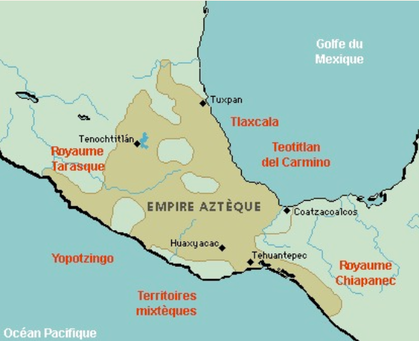 Golfe du
Mexique
Tuxpan
Tlaxcala
Tenochtitlán
Teotitlan
del Carmino
Royaume
Tarasque
EMPIRE AZTÈQUE
Coatzacoalcos
Huaxyacac
Tehuantepec
Yopotzingo
Royaume
Chiapanec
Territoires
mixtèques
Océan Pacifique